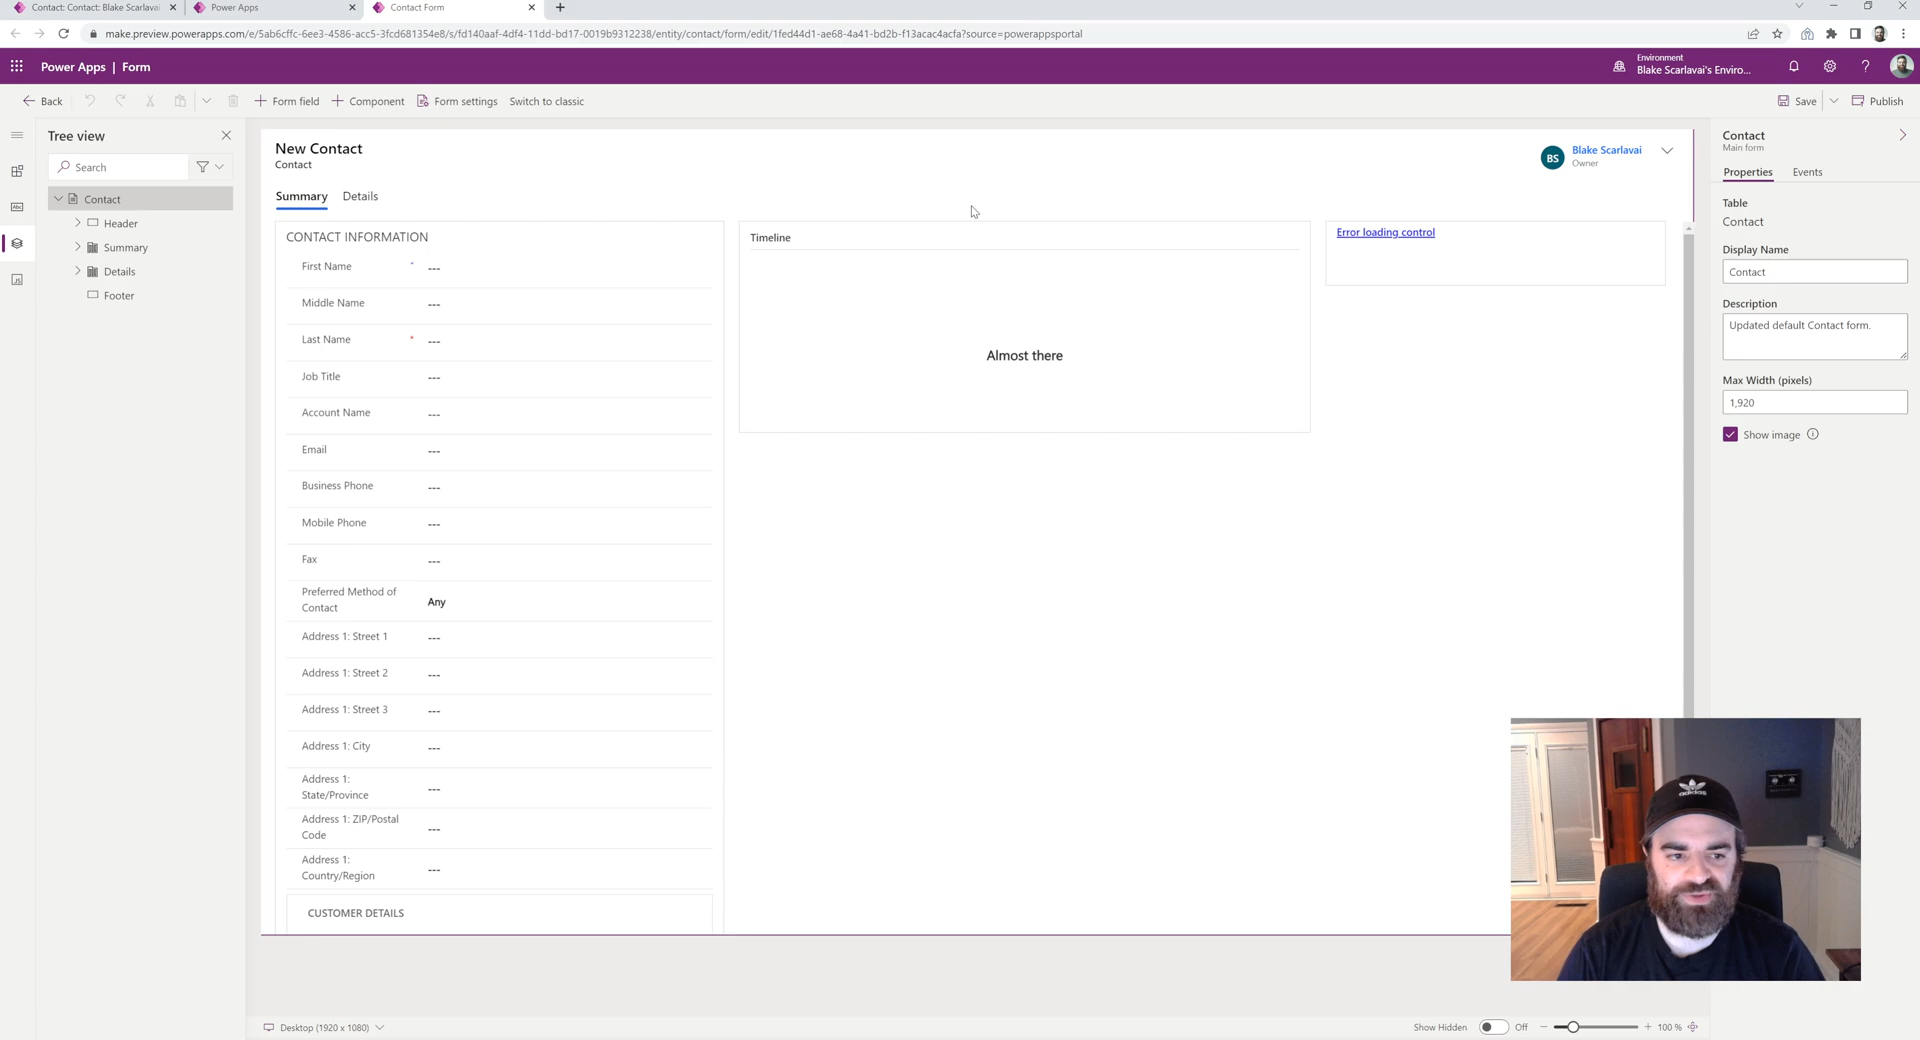 Contact: Contact: Blake Scarlavai
Power Apps
Contact Form
make.preview.powerapps.com/e/5ab6cffc-6ee3-4586-acc5-3fcd681354e8/s/fd140aaf-4df4-11dd-bd17-0019b9312238/entity/contact/form/edit/1fed44d1-ae68-4a41-bd2b-f13acac4acfa?source=powerappsportal
Power Apps | Form
Environment
Blake Scarlavai's Enviro...
Back
Form field
Component
Form settings
Switch to classic
Save
Publish
Tree view
Search
Contact
Header
Summary
Details
Footer
New Contact
Contact
BS
Blake Scarlavai
Owner
Summary
Details
CONTACT INFORMATION
First Name * ---
Middle Name ---
Last Name * ---
Job Title ---
Account Name ---
Email ---
Business Phone ---
Mobile Phone ---
Fax ---
Preferred Method of
Contact
Any
Address 1: Street 1 ---
Address 1: Street 2 ---
Address 1: Street 3 ---
Address 1: City ---
Address 1:
State/Province
---
Address 1: ZIP/Postal
Code
---
Address 1:
Country/Region
---
CUSTOMER DETAILS
Timeline
Almost there
Error loading control
Contact
Main form
Properties
Events
Table
Contact
Display Name
Contact
Description
Updated default Contact form.
Max Width (pixels)
1,920
Show image
adidas
Desktop (1920 x 1080)
Show Hidden
Off
100 %